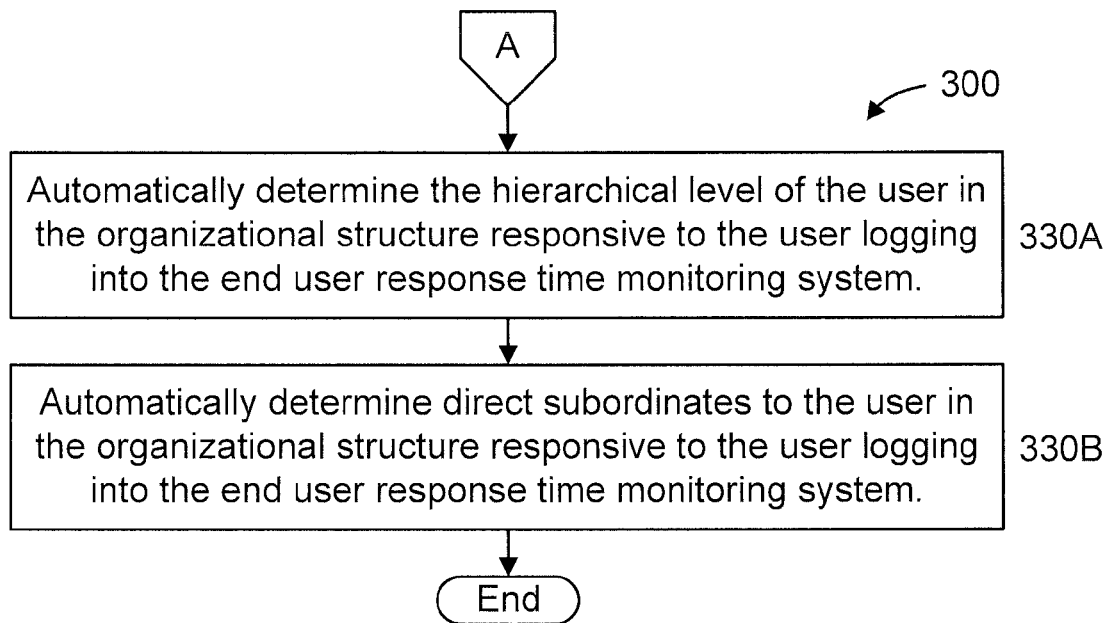 A
300
Automatically determine the hierarchical level of the user in
the organizational structure responsive to the user logging
into the end user response time monitoring system.
330A
Automatically determine direct subordinates to the user in
the organizational structure responsive to the user logging
into the end user response time monitoring system.
330B
End